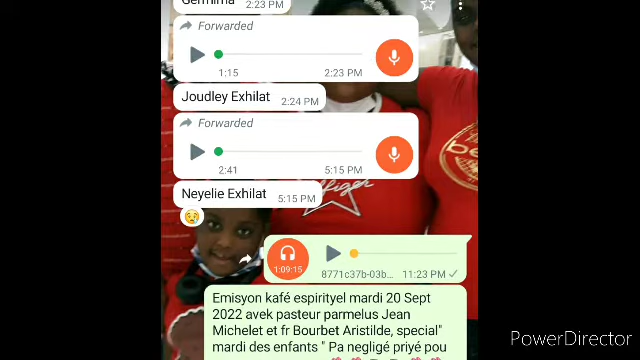 Germima
2:23 PM
Forwarded
1:15
2:23 PM
Joudley Exhilat
2:24 PM
Forwarded
2:41
5:15 PM
Neyelie Exhilat
5:15 PM
1:09:15
8771c37b-03b...
11:23 PM
Emisyon kafé espirityel mardi 20 Sept
2022 avek pasteur parmelus Jean
Michelet et fr Bourbet Aristilde, special"
mardi des enfants " Pa negligé priyé pou
PowerDirector